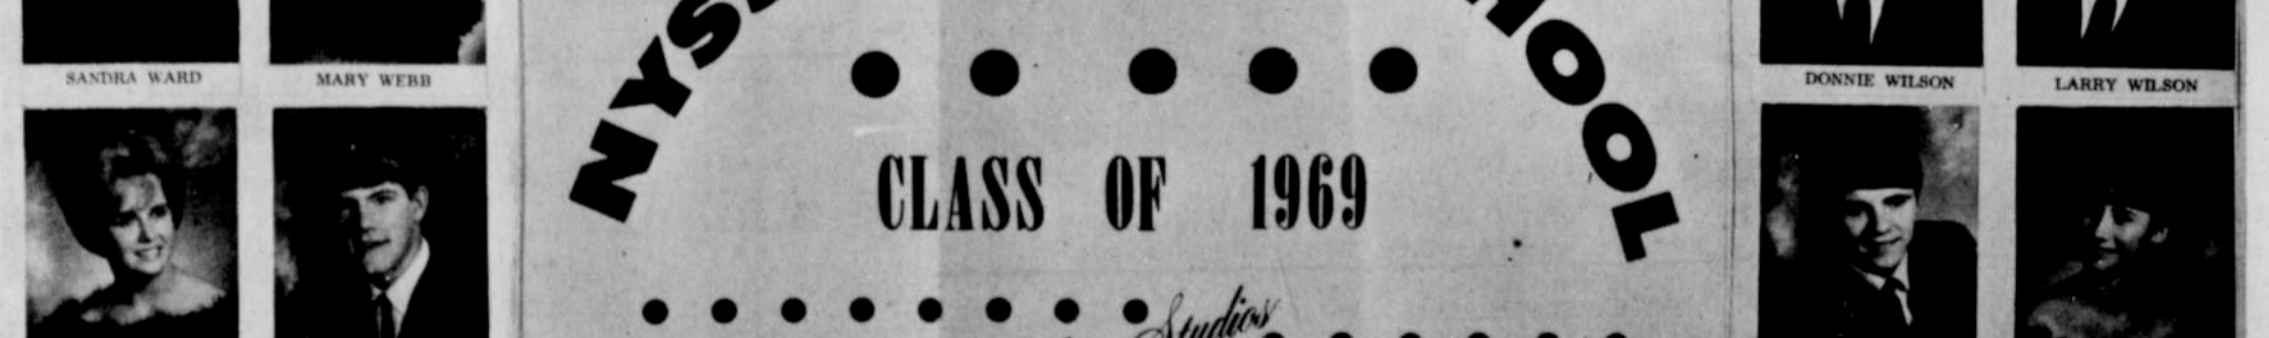 SANDRA WARD
MARY WEBB
CLASS OF 1969
Studios
DONNIE WILSON
LARRY WILSON